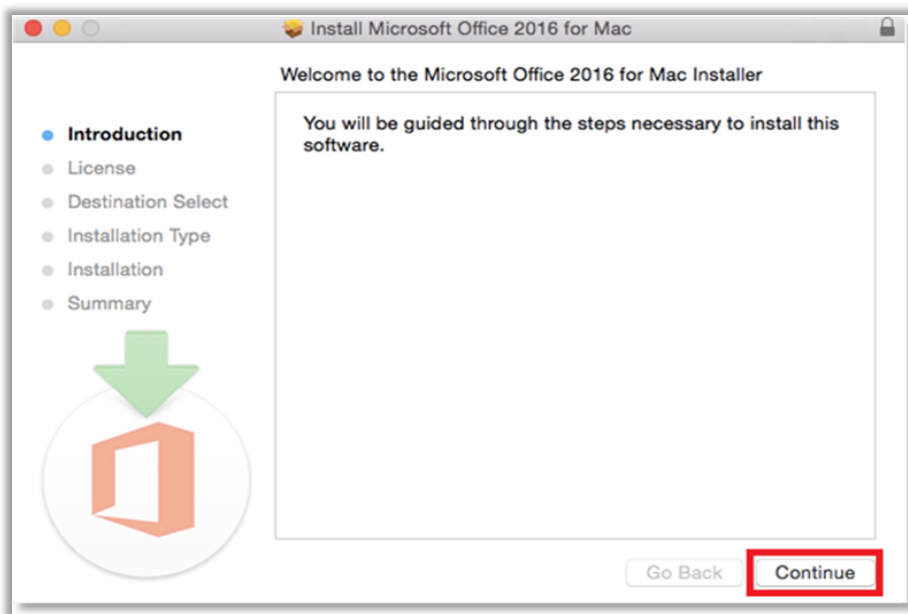 Install Microsoft Office 2016 for Mac
Welcome to the Microsoft Office 2016 for Mac Installer
Introduction
License
Destination Select
Installation Type
Installation
Summary
You will be guided through the steps necessary to install this
software.
Go Back
Continue